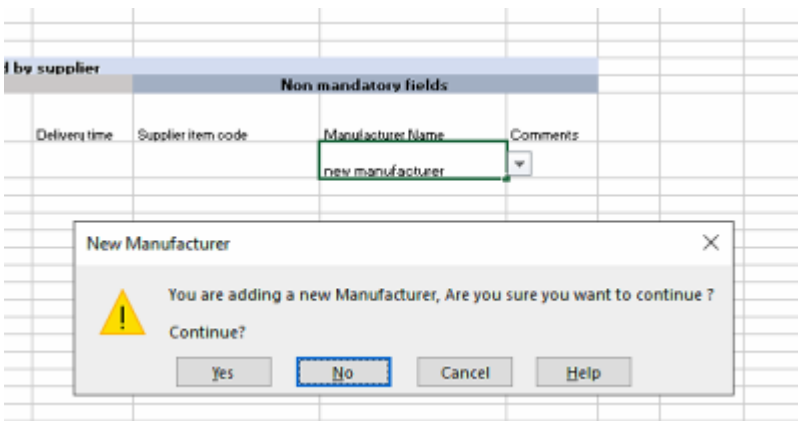 d by supplier
Non mandatory fields
Delivery time Supplier item code Manufacturer Name Comments
new manufacturer
New Manufacturer
You are adding a new Manufacturer, Are you sure you want to continue ?
Continue?
Yes No Cancel Help